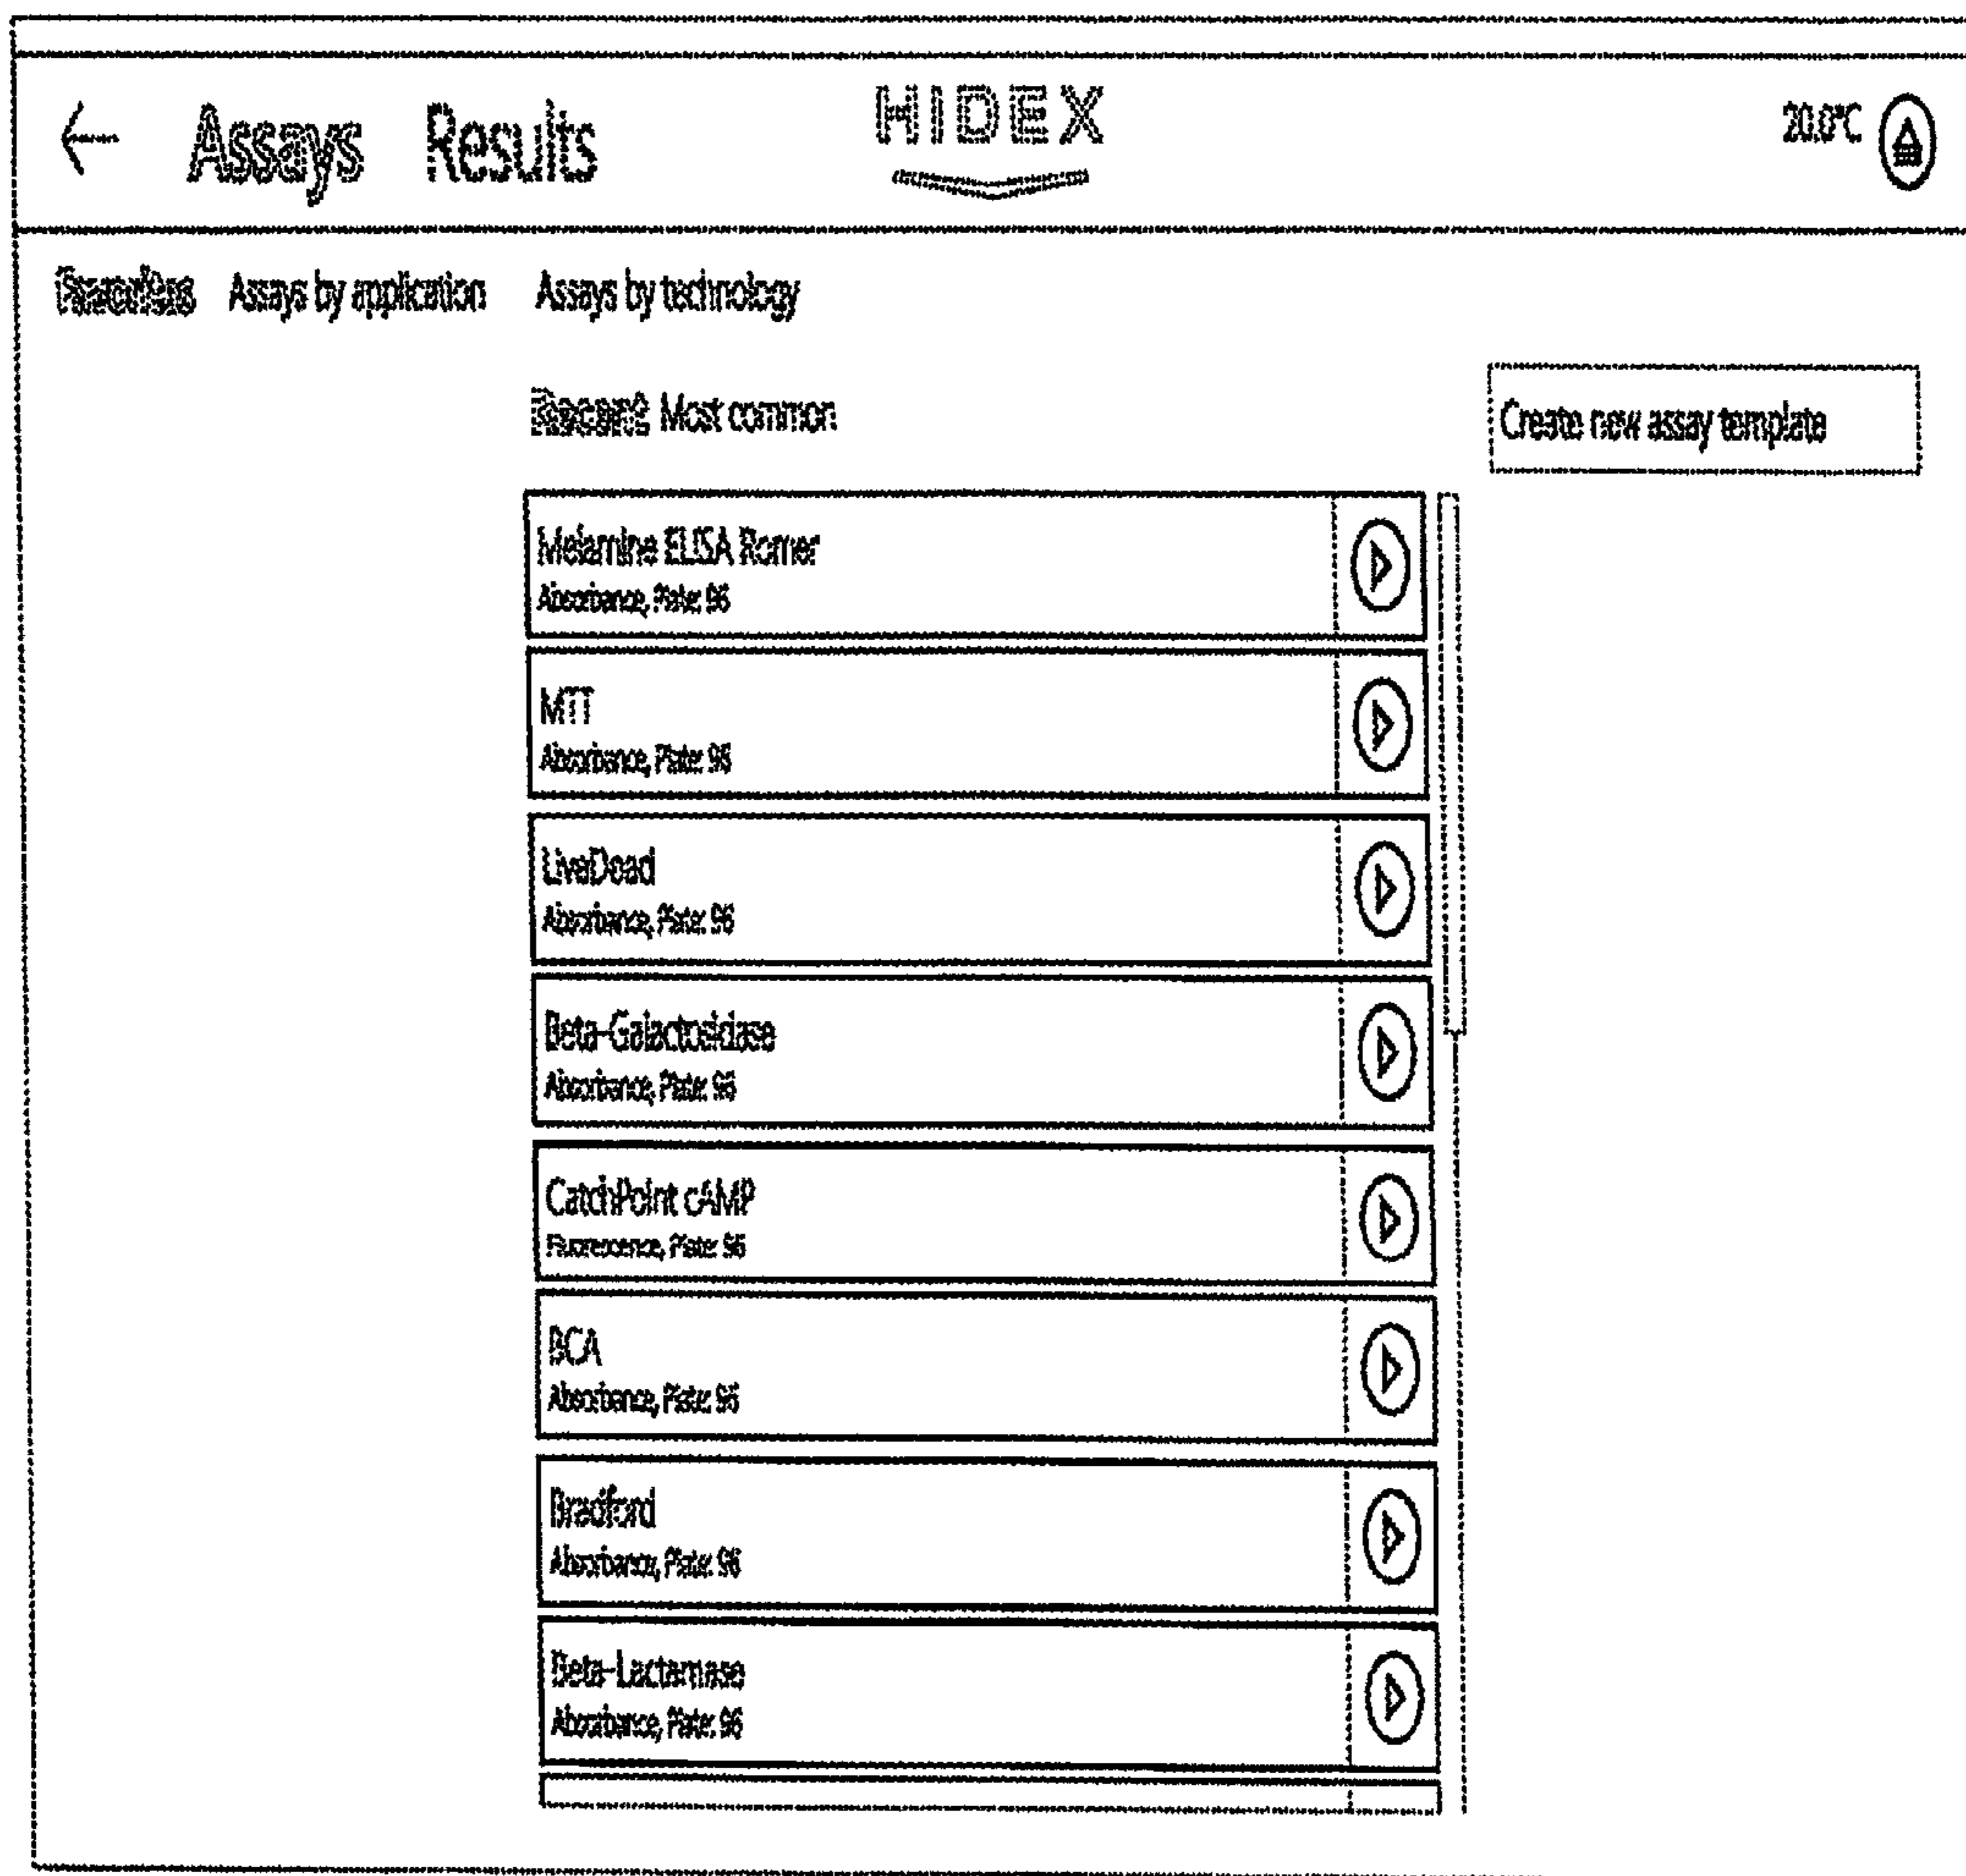 ← Assays Results HIDEX 20.0°C
Favorites Assays by application Assays by technology
Recent Most common
Create new assay template
Melamine ELISA Romer
Absorbance, Plate: 96
MTT
Absorbance, Plate: 96
LiveDead
Absorbance, Plate: 96
Beta-Galactosidase
Absorbance, Plate: 96
CatchPoint cAMP
Fluorescence, Plate: 96
BCA
Absorbance, Plate: 96
Bradford
Absorbance, Plate: 96
Beta-Lactamase
Absorbance, Plate: 96